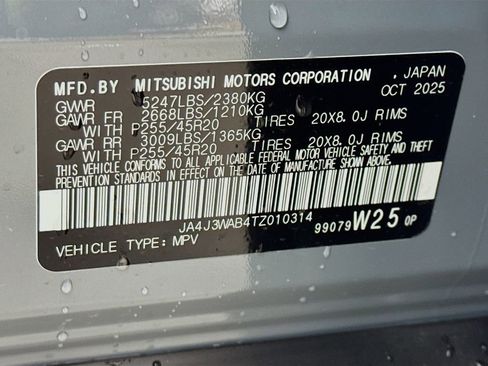 MFD.BY MITSUBISHI MOTORS CORPORATION , JAPAN
OCT 2025
GVWR 5247LBS/2380KG
GAWR FR 2668LBS/1210KG
WITH P255/45R20 TIRES 20X8.0J RIMS
GAWR RR 3009LBS/1365KG
WITH P255/45R20 TIRES 20X8.0J RIMS
THIS VEHICLE CONFORMS TO ALL APPLICABLE FEDERAL MOTOR VEHICLE SAFETY AND THEFT
PREVENTION STANDARDS IN EFFECT ON THE DATE OF MANUFACTURE SHOWN ABOVE.
JA4J3WAB4TZ010314
VEHICLE TYPE: MPV 99079 W25 0P